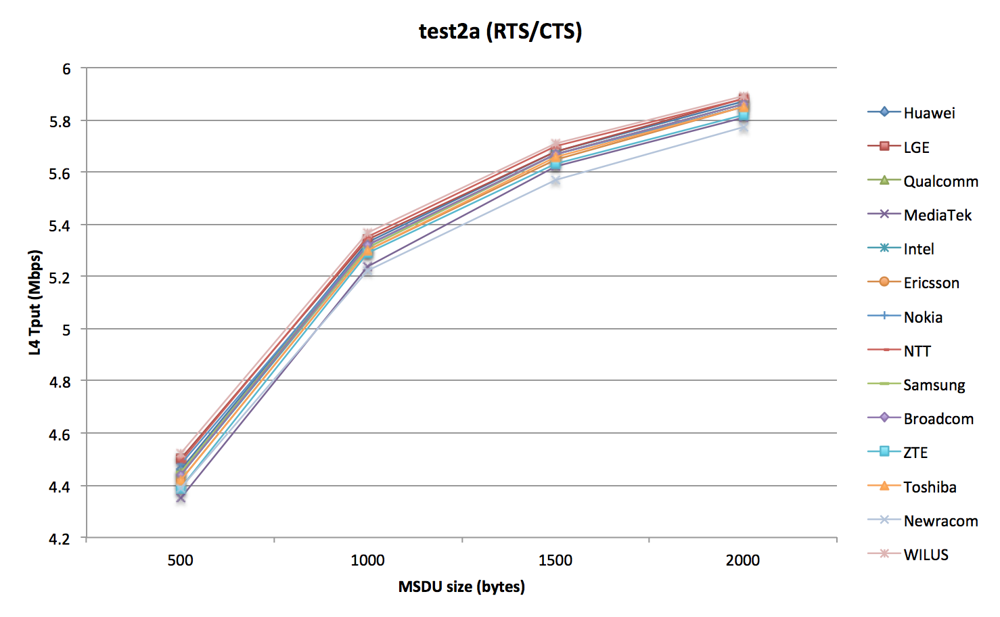 test2a (RTS/CTS)
6
5.8
5.6
5.4
5.2
5
4.8
4.6
4.4
4.2
L4 Tput (Mbps)
500 1000 1500 2000
MSDU size (bytes)
Huawei
LGE
Qualcomm
MediaTek
Intel
Ericsson
Nokia
NTT
Samsung
Broadcom
ZTE
Toshiba
Newracom
WILUS